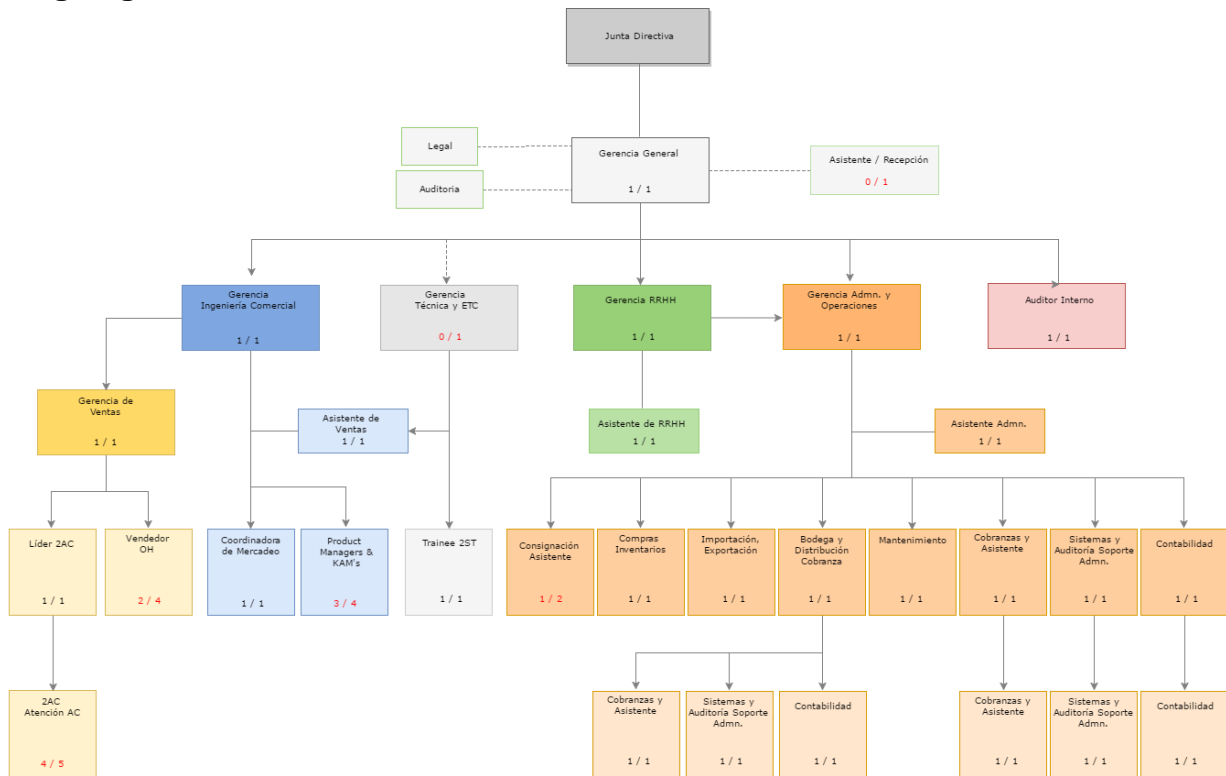 Junta Directiva
Legal
Gerencia General
1 / 1
Auditoria
Asistente / Recepción
0 / 1
Gerencia
Ingeniería Comercial
1 / 1
Gerencia
Técnica y ETC
0 / 1
Gerencia RRHH
1 / 1
Gerencia Admn. y
Operaciones
1 / 1
Auditor Interno
1 / 1
Gerencia de
Ventas
1 / 1
Asistente de
Ventas
1 / 1
Asistente de RRHH
1 / 1
Asistente Admn.
1 / 1
Líder 2AC
1 / 1
Vendedor
OH
2 / 4
Coordinadora
de Mercadeo
1 / 1
Product
Managers &
KAM's
3 / 4
Trainee 2ST
1 / 1
Consignación
Asistente
1 / 2
Compras
Inventarios
1 / 1
Importación,
Exportación
1 / 1
Bodega y
Distribución
Cobranza
1 / 1
Mantenimiento
1 / 1
Cobranzas y
Asistente
1 / 1
Sistemas y
Auditoría Soporte
Admn.
1 / 1
Contabilidad
1 / 1
2AC
Atención AC
4 / 5
Cobranzas y
Asistente
1 / 1
Sistemas y
Auditoría Soporte
Admn.
1 / 1
Contabilidad
1 / 1
Cobranzas y
Asistente
1 / 1
Sistemas y
Auditoría Soporte
Admn.
1 / 1
Contabilidad
1 / 1